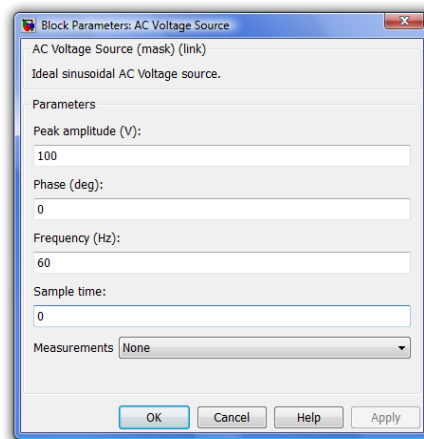 Block Parameters: AC Voltage Source
AC Voltage Source (mask) (link)
Ideal sinusoidal AC Voltage source.
Parameters
Peak amplitude (V):
100
Phase (deg):
0
Frequency (Hz):
60
Sample time:
0
Measurements None
OK Cancel Help Apply